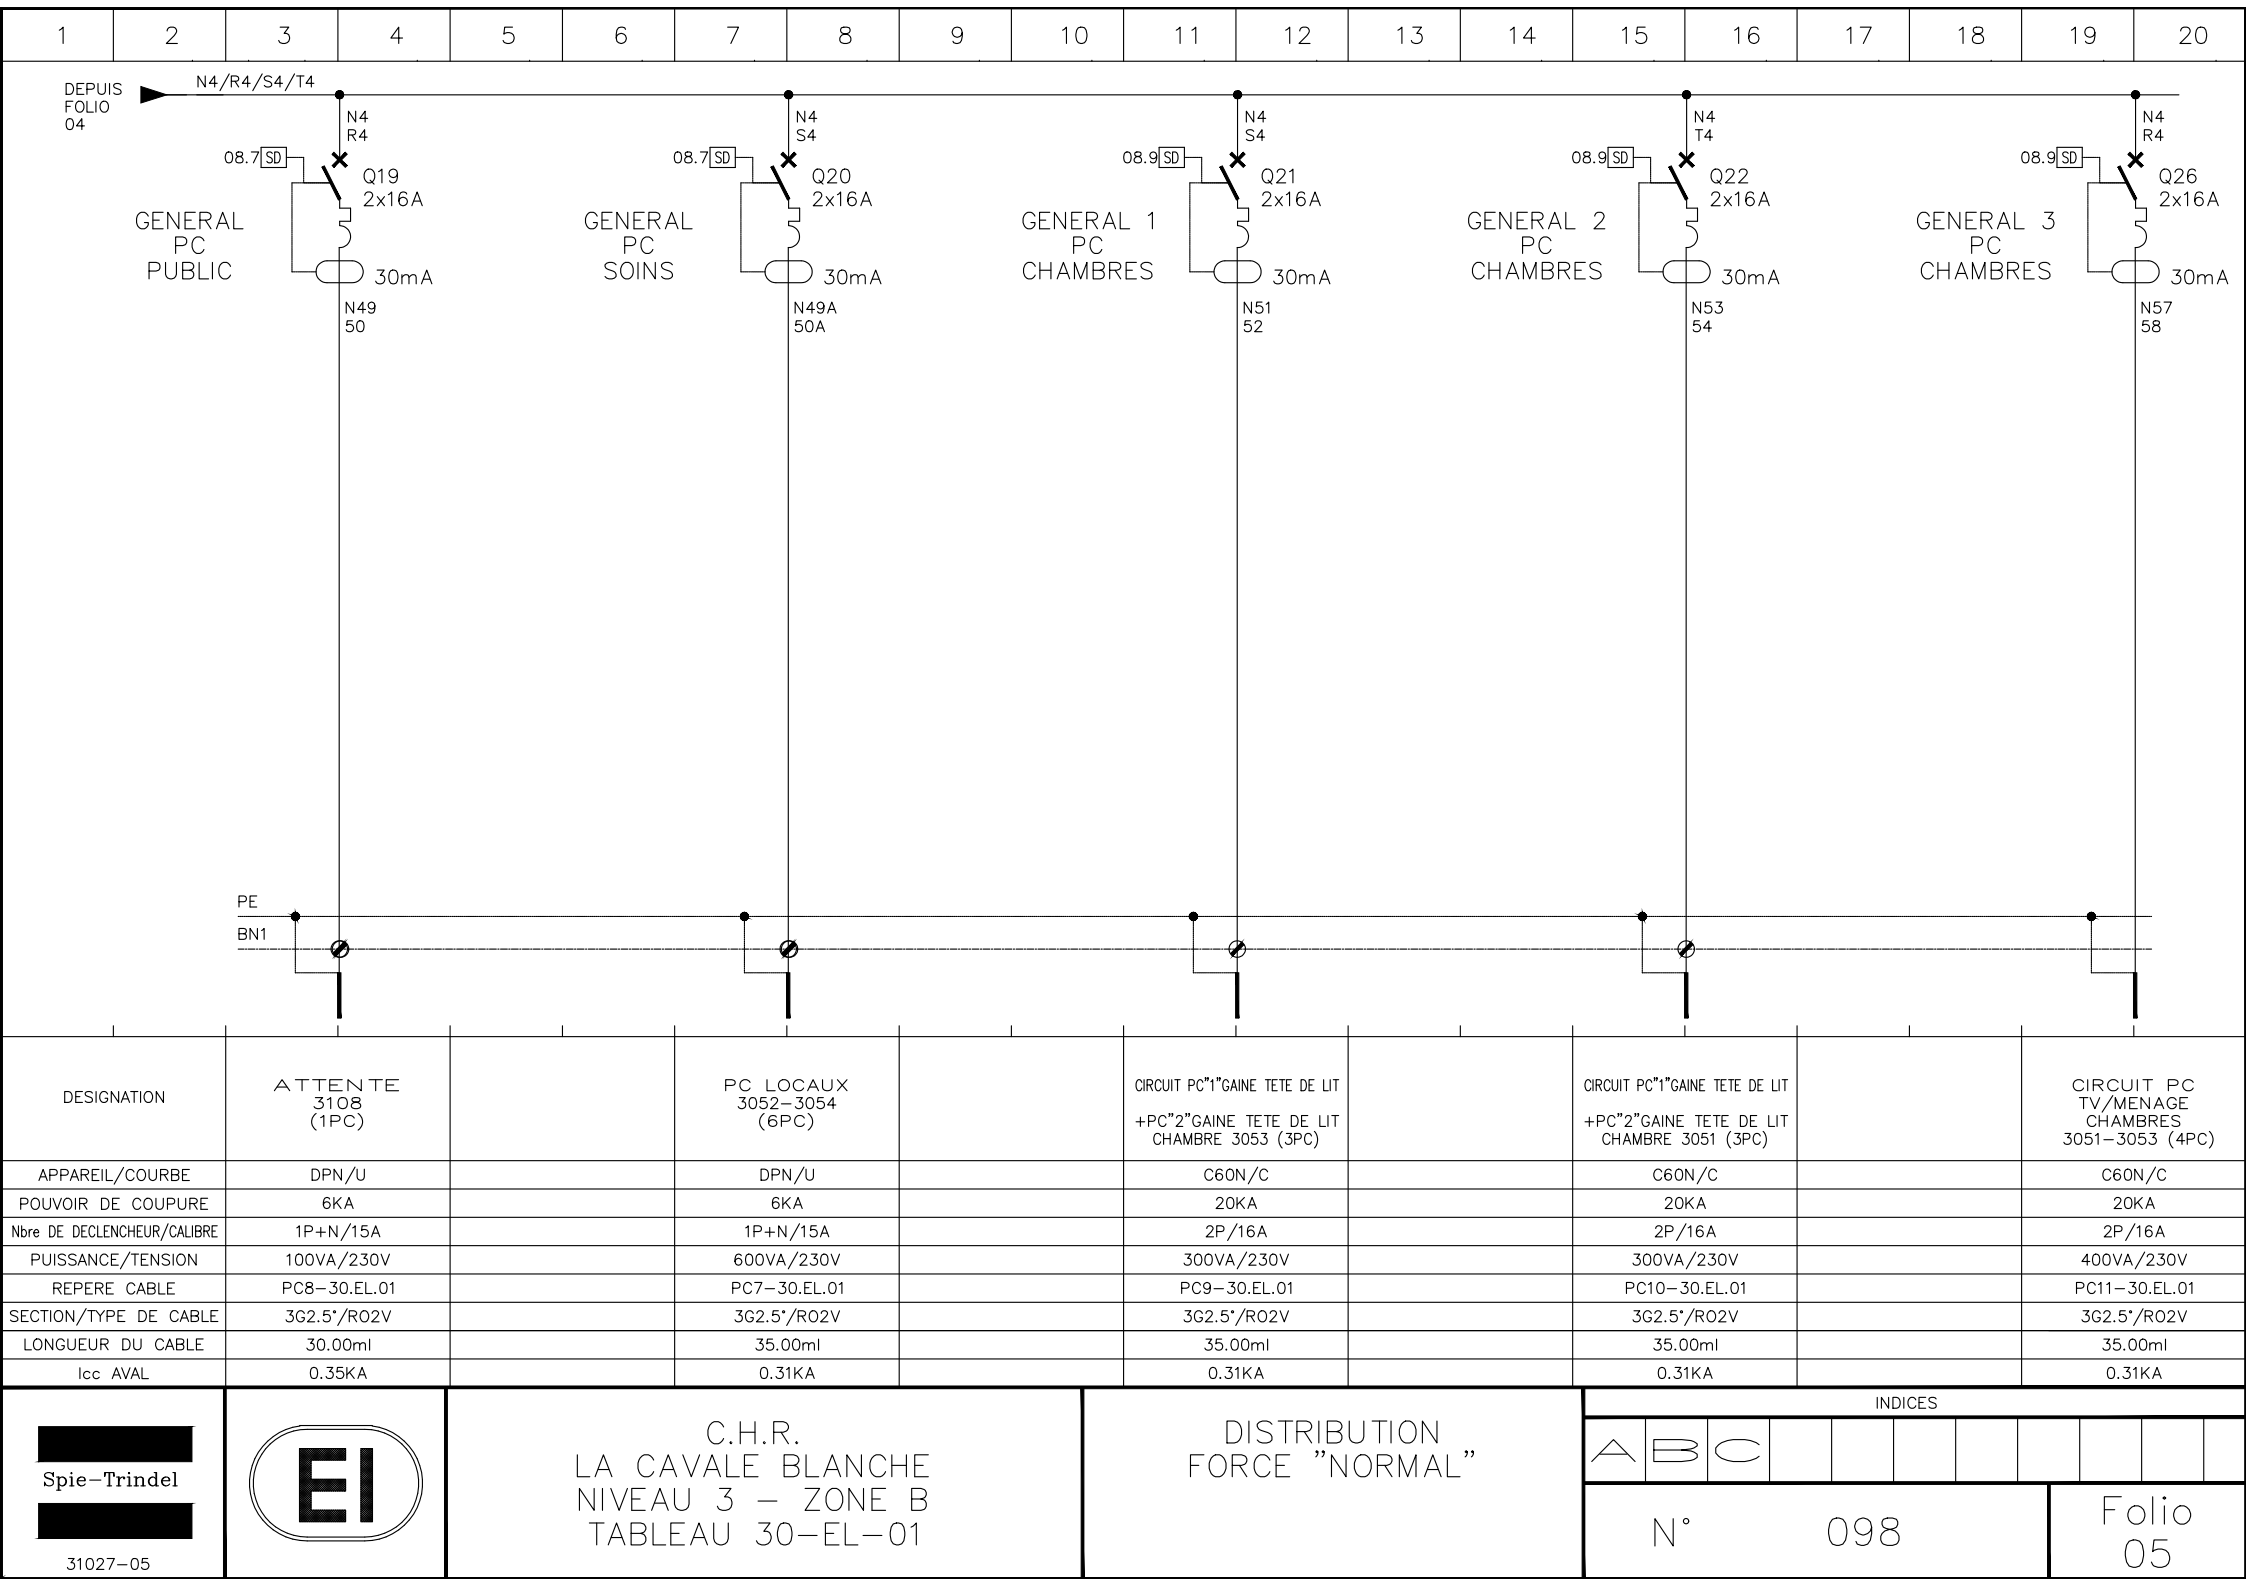 1 2 3 4 5 6 7 8 9 10 11 12 13 14 15 16 17 18 19 20
DEPUIS
FOLIO
04
N4/R4/S4/T4
N4
R4
08.7 SD
Q19
2x16A
GENERAL
PC
PUBLIC
30mA
N49
50
N4
S4
08.7 SD
Q20
2x16A
GENERAL
PC
SOINS
30mA
N49A
50A
N4
S4
08.9 SD
Q21
2x16A
GENERAL 1
PC
CHAMBRES
30mA
N51
52
N4
T4
08.9 SD
Q22
2x16A
GENERAL 2
PC
CHAMBRES
30mA
N53
54
N4
R4
08.9 SD
Q26
2x16A
GENERAL 3
PC
CHAMBRES
30mA
N57
58
PE
BN1
DESIGNATION
ATTENTE
3108
(1PC)
PC LOCAUX
3052-3054
(6PC)
CIRCUIT PC"1"GAINE TETE DE LIT
+PC"2"GAINE TETE DE LIT
CHAMBRE 3053 (3PC)
CIRCUIT PC"1"GAINE TETE DE LIT
+PC"2"GAINE TETE DE LIT
CHAMBRE 3051 (3PC)
CIRCUIT PC
TV/MENAGE
CHAMBRES
3051-3053 (4PC)
APPAREIL/COURBE DPN/U DPN/U C60N/C C60N/C C60N/C
POUVOIR DE COUPURE 6KA 6KA 20KA 20KA 20KA
Nbre DE DECLENCHEUR/CALIBRE 1P+N/15A 1P+N/15A 2P/16A 2P/16A 2P/16A
PUISSANCE/TENSION 100VA/230V 600VA/230V 300VA/230V 300VA/230V 400VA/230V
REPERE CABLE PC8-30.EL.01 PC7-30.EL.01 PC9-30.EL.01 PC10-30.EL.01 PC11-30.EL.01
SECTION/TYPE DE CABLE 3G2.5°/RO2V 3G2.5°/RO2V 3G2.5°/RO2V 3G2.5°/RO2V 3G2.5°/RO2V
LONGUEUR DU CABLE 30.00ml 35.00ml 35.00ml 35.00ml 35.00ml
Icc AVAL 0.35KA 0.31KA 0.31KA 0.31KA 0.31KA
Spie-Trindel
31027-05
EI
C.H.R.
LA CAVALE BLANCHE
NIVEAU 3 - ZONE B
TABLEAU 30-EL-01
DISTRIBUTION
FORCE "NORMAL"
INDICES
A B C
N° 098
Folio
05